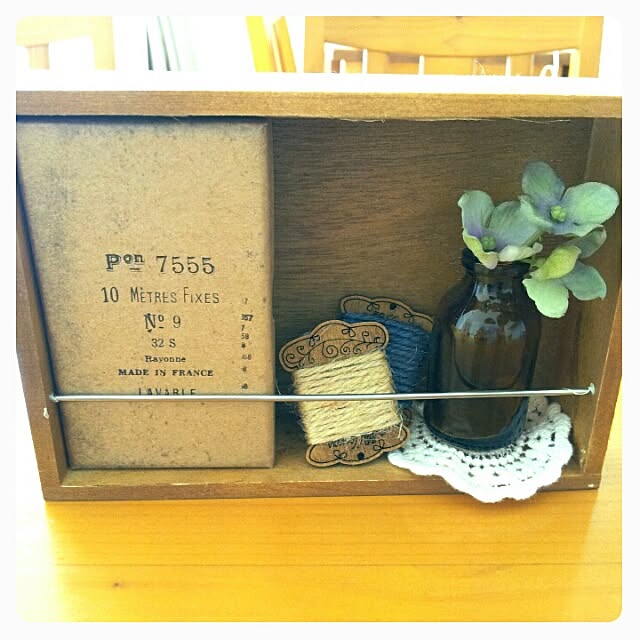 Pon 7555
10 MÈTRES FIXES
No 9
32 S
Rayonne
MADE IN FRANCE
LAVABLE